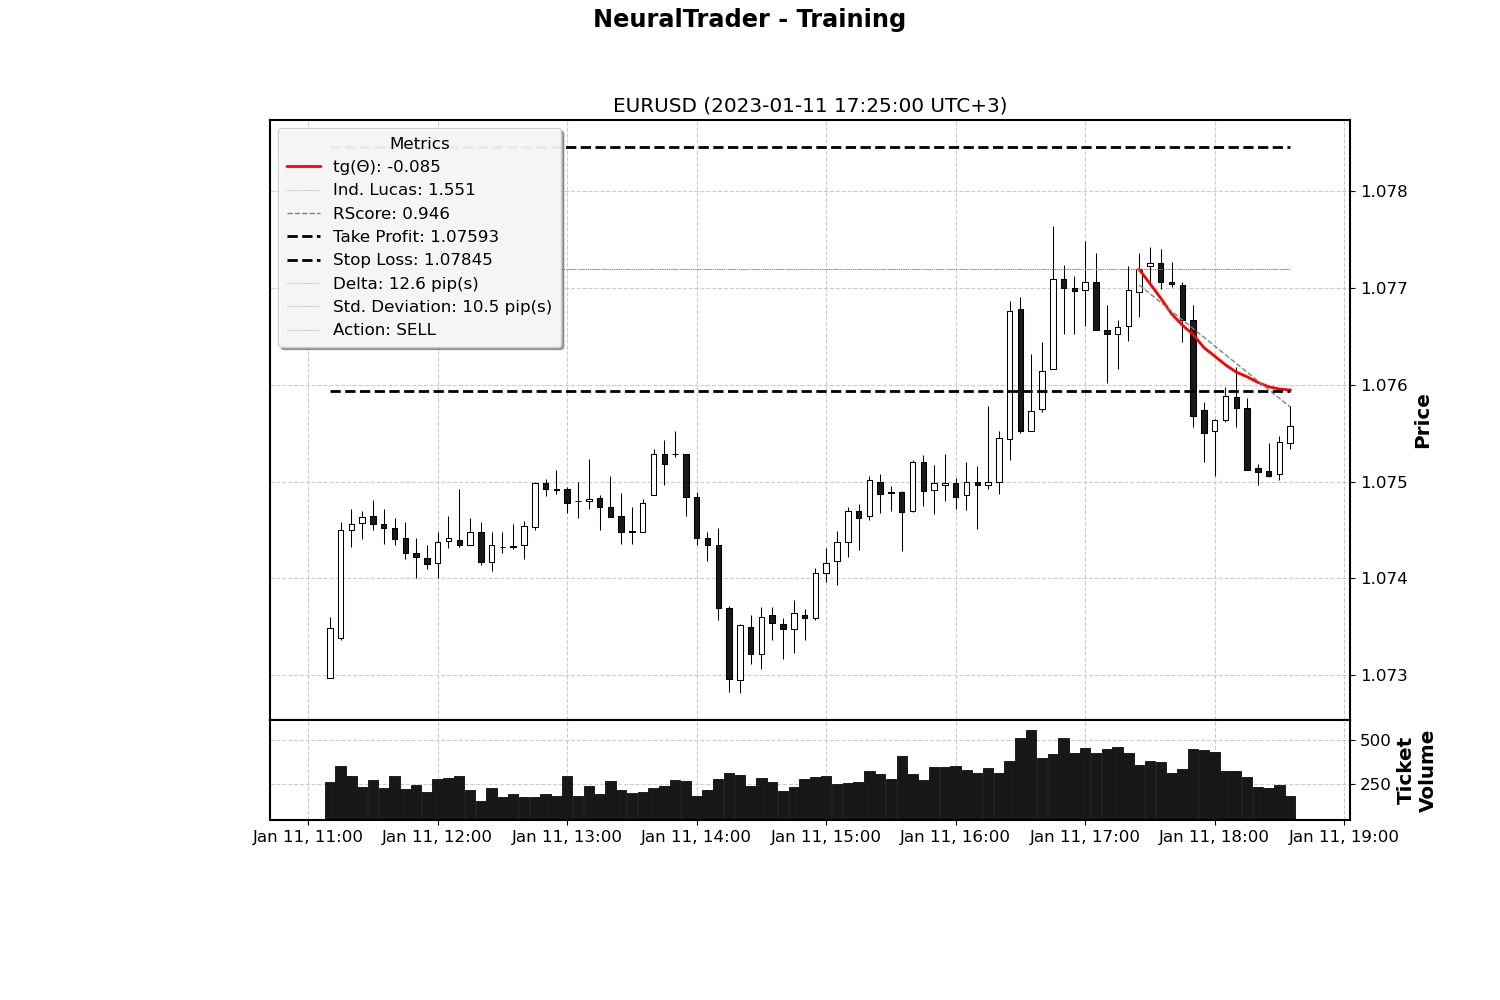 NeuralTrader - Training
EURUSD (2023-01-11 17:25:00 UTC+3)
Metrics
tg(Θ): -0.085
Ind. Lucas: 1.551
RScore: 0.946
Take Profit: 1.07593
Stop Loss: 1.07845
Delta: 12.6 pip(s)
Std. Deviation: 10.5 pip(s)
Action: SELL
1.078
1.077
1.076
1.075
1.074
1.073
Price
500
250
Ticket
Volume
Jan 11, 11:00 Jan 11, 12:00 Jan 11, 13:00 Jan 11, 14:00 Jan 11, 15:00 Jan 11, 16:00 Jan 11, 17:00 Jan 11, 18:00 Jan 11, 19:00